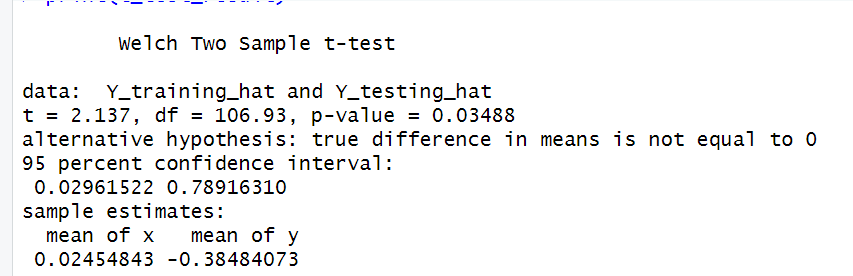 Welch Two Sample t-test
data:  Y_training_hat and Y_testing_hat
t = 2.137, df = 106.93, p-value = 0.03488
alternative hypothesis: true difference in means is not equal to 0
95 percent confidence interval:
 0.02961522 0.78916310
sample estimates:
  mean of x   mean of y
 0.02454843 -0.38484073